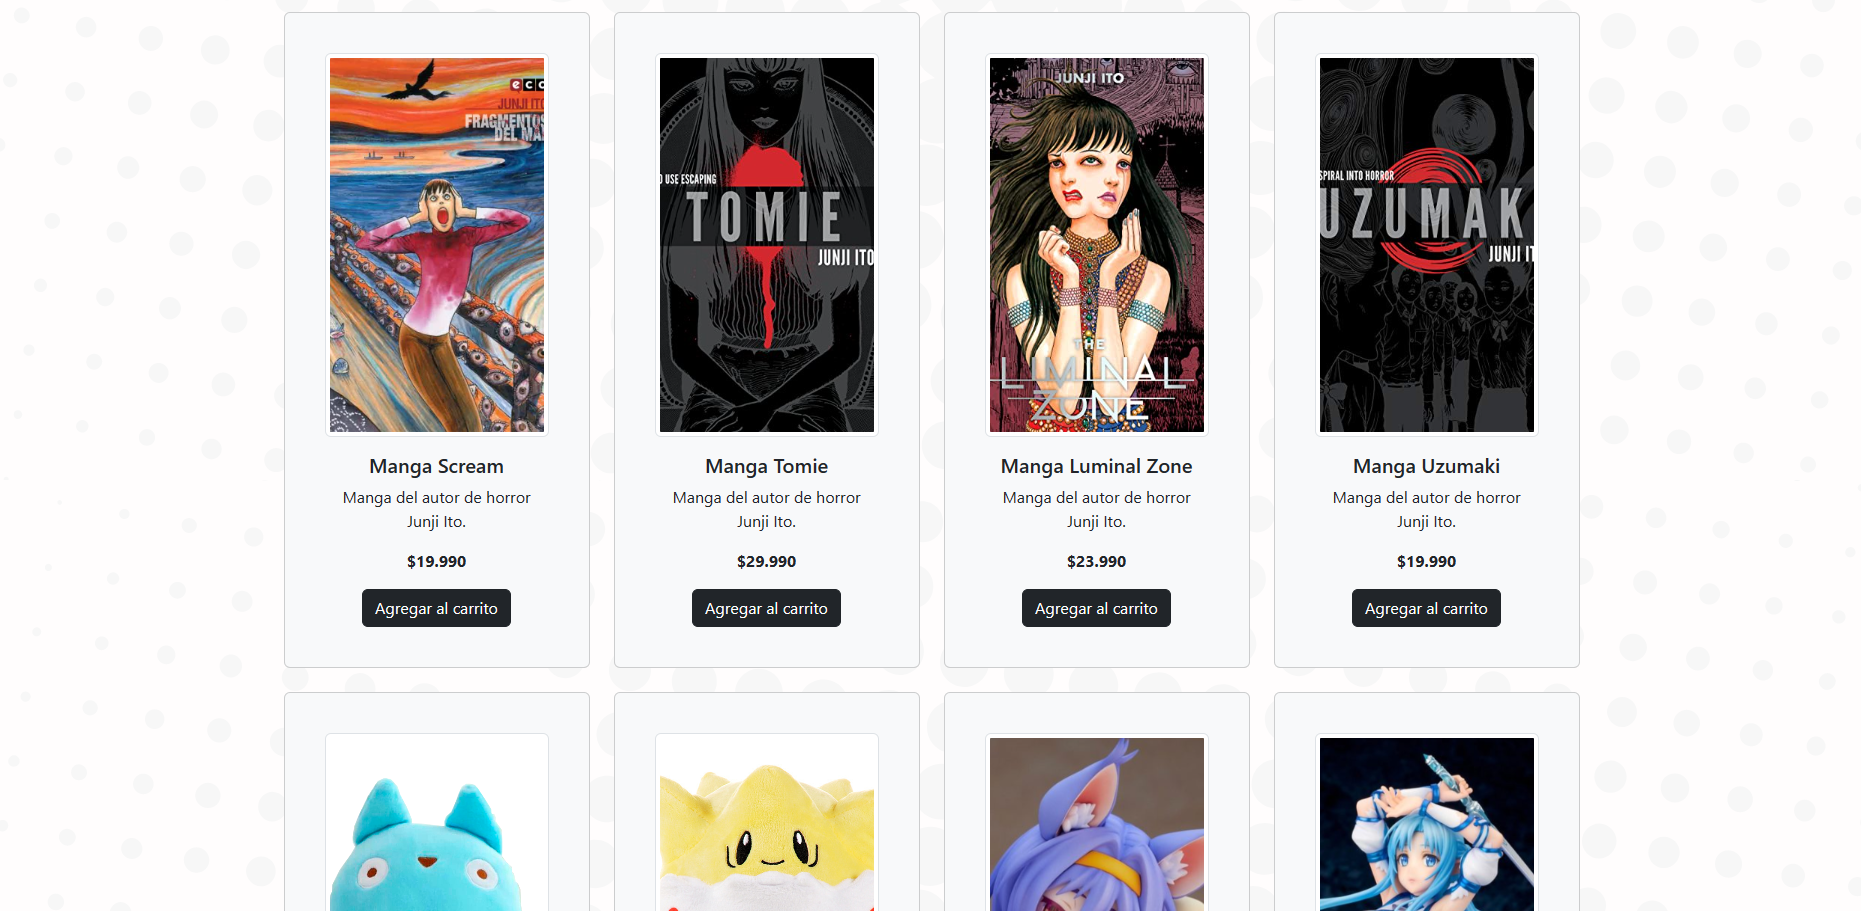 ecc
JUNJI ITO
FRAGMENTOS
DEL MA
O USE ESCAPING
TOMIE
JUNJI ITO
JUNJI ITO
THE
LIMINAL
ZONE
SPIRAL INTO HORROR
UZUMAK
JUNJI IT
Manga Scream
Manga del autor de horror
Junji Ito.
$19.990
Agregar al carrito
Manga Tomie
Manga del autor de horror
Junji Ito.
$29.990
Agregar al carrito
Manga Luminal Zone
Manga del autor de horror
Junji Ito.
$23.990
Agregar al carrito
Manga Uzumaki
Manga del autor de horror
Junji Ito.
$19.990
Agregar al carrito